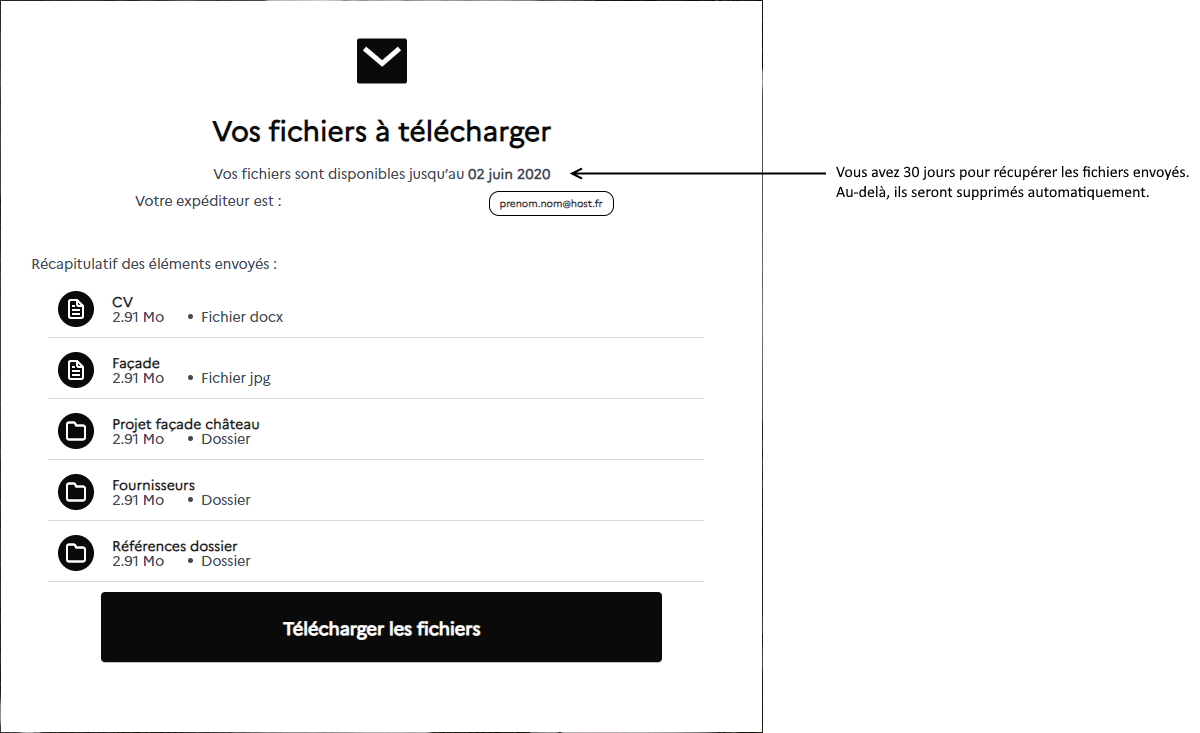 Vos fichiers à télécharger
Vos fichiers sont disponibles jusqu'au 02 juin 2020
Votre expéditeur est :
prenom.nom@host.fr
Vous avez 30 jours pour récupérer les fichiers envoyés.
Au-delà, ils seront supprimés automatiquement.
Récapitulatif des éléments envoyés :
CV
2.91 Mo • Fichier docx
Façade
2.91 Mo • Fichier jpg
Projet façade château
2.91 Mo • Dossier
Fournisseurs
2.91 Mo • Dossier
Références dossier
2.91 Mo • Dossier
Télécharger les fichiers